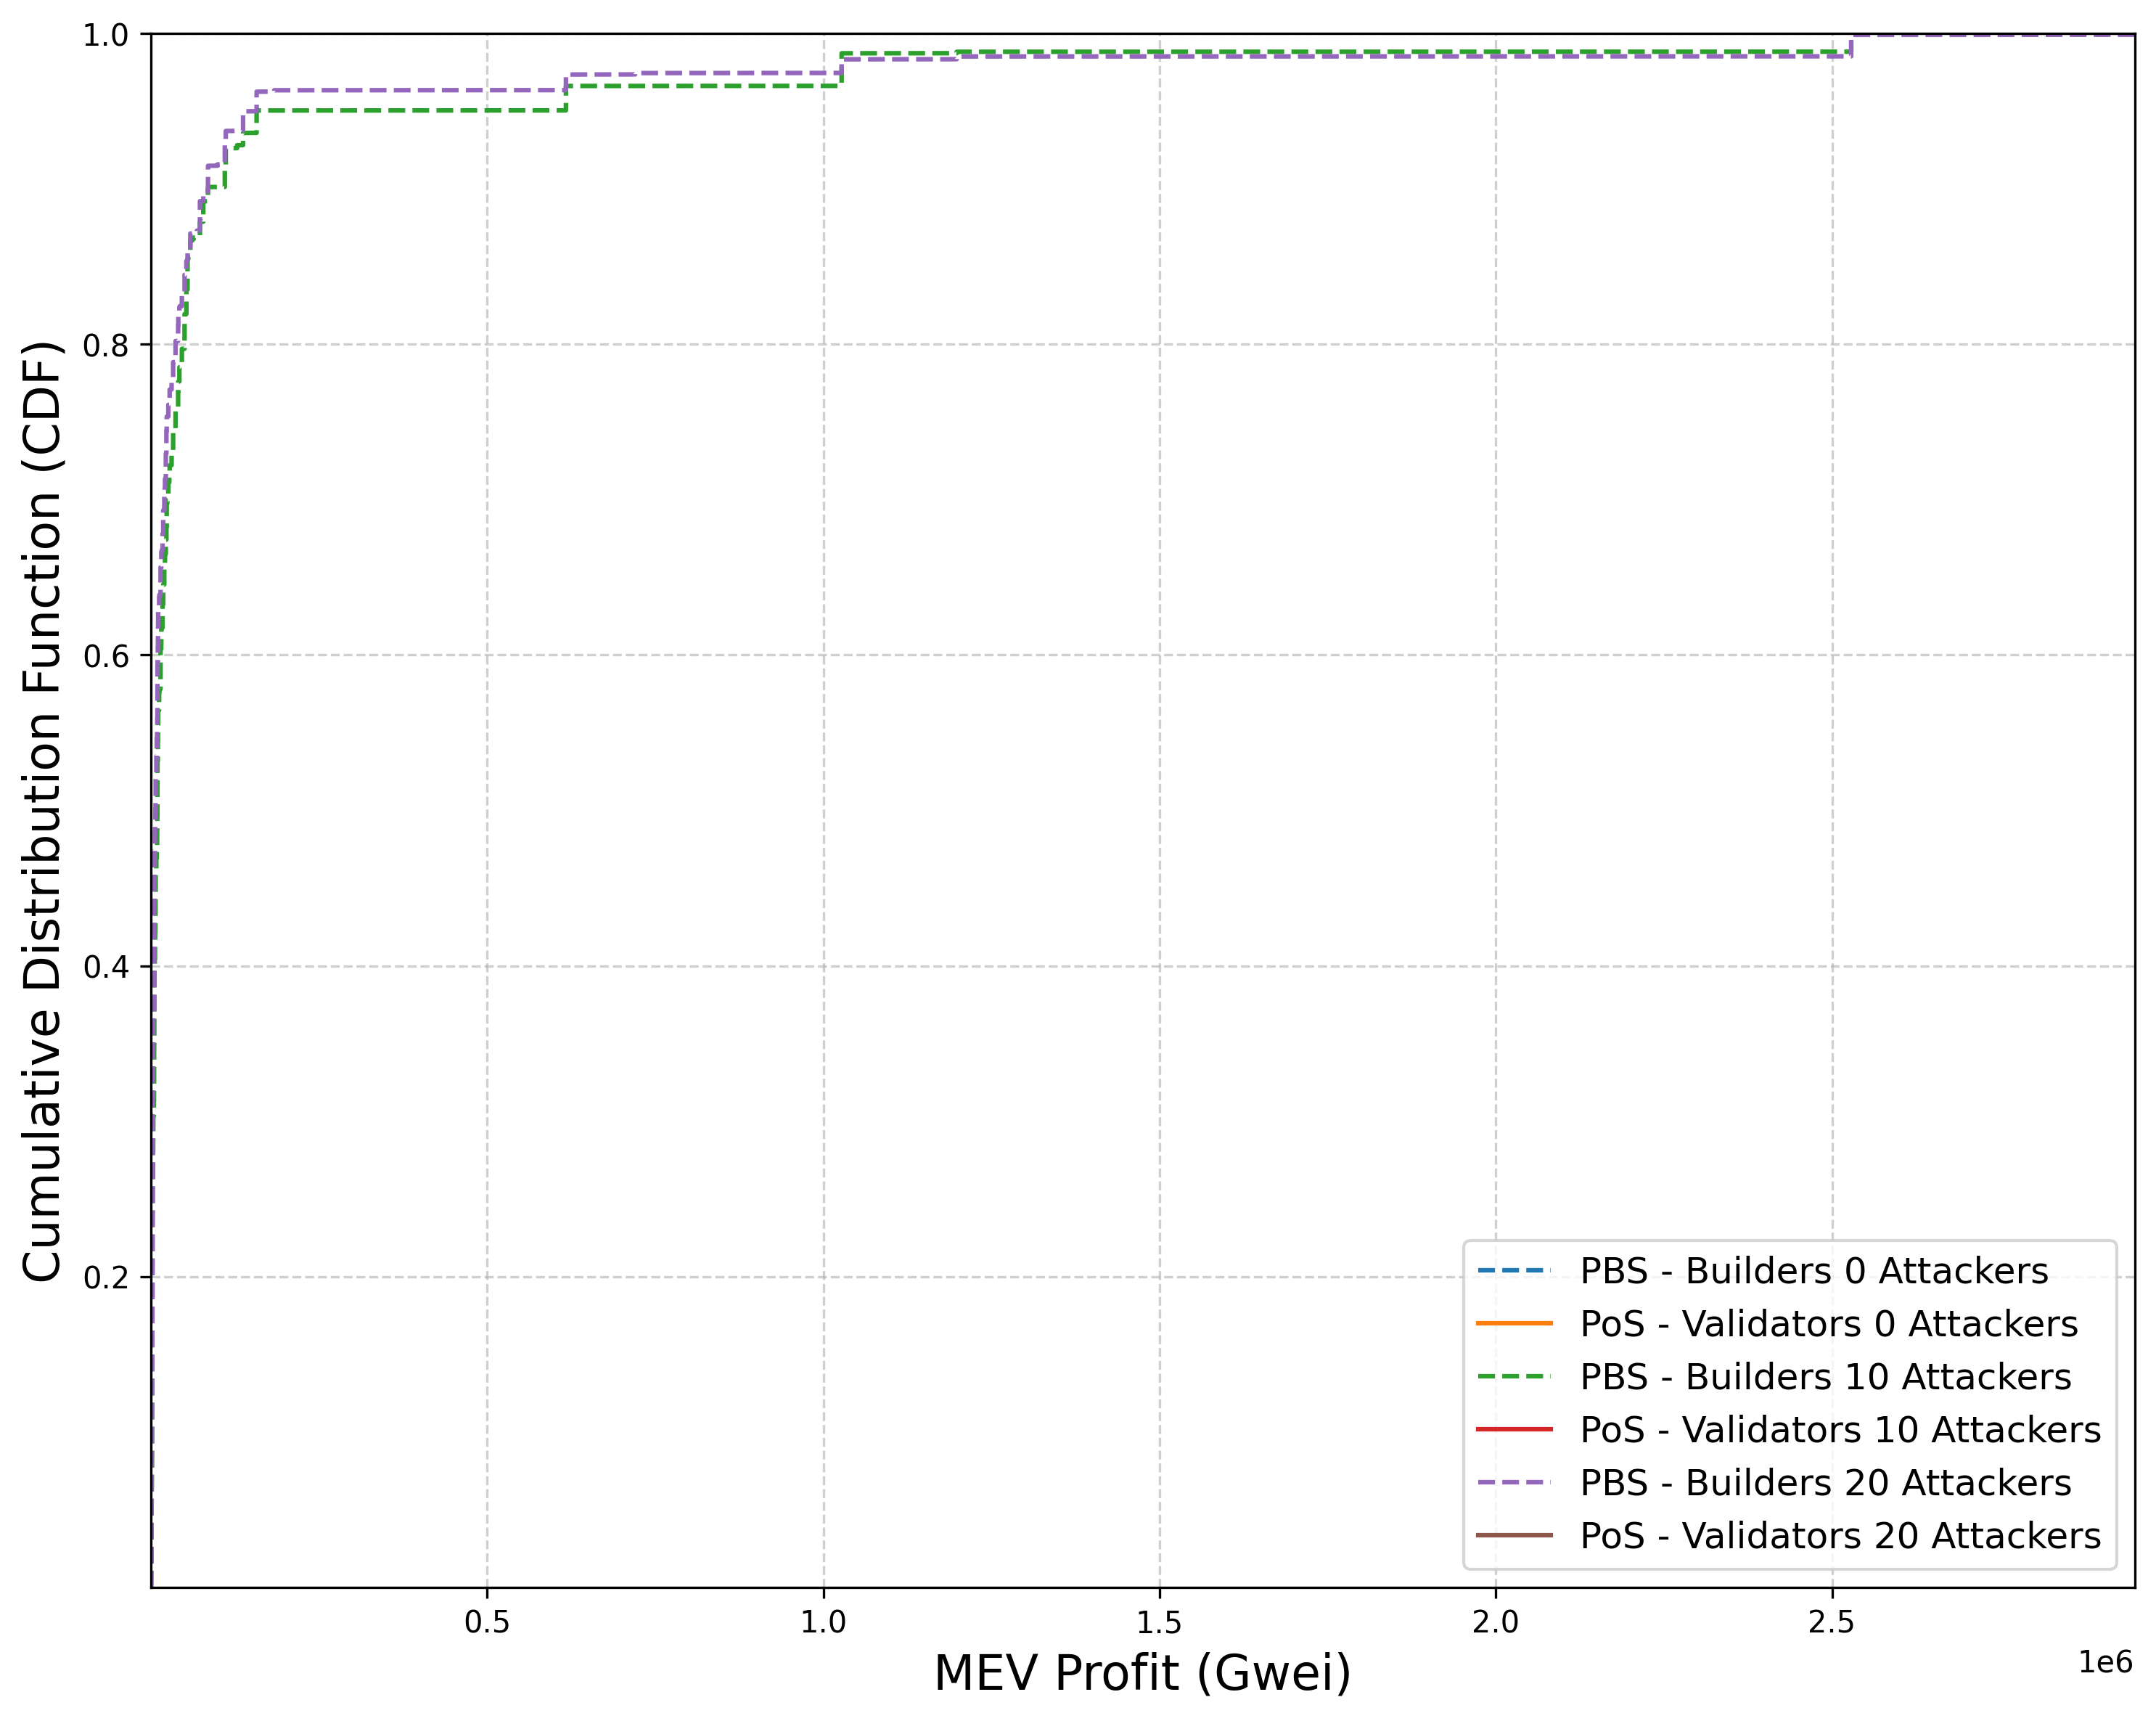 Cumulative Distribution Function (CDF)
1.0
0.8
0.6
0.4
0.2
PBS - Builders 0 Attackers
PoS - Validators 0 Attackers
PBS - Builders 10 Attackers
PoS - Validators 10 Attackers
PBS - Builders 20 Attackers
PoS - Validators 20 Attackers
0.5 1.0 1.5 2.0 2.5
1e6
MEV Profit (Gwei)